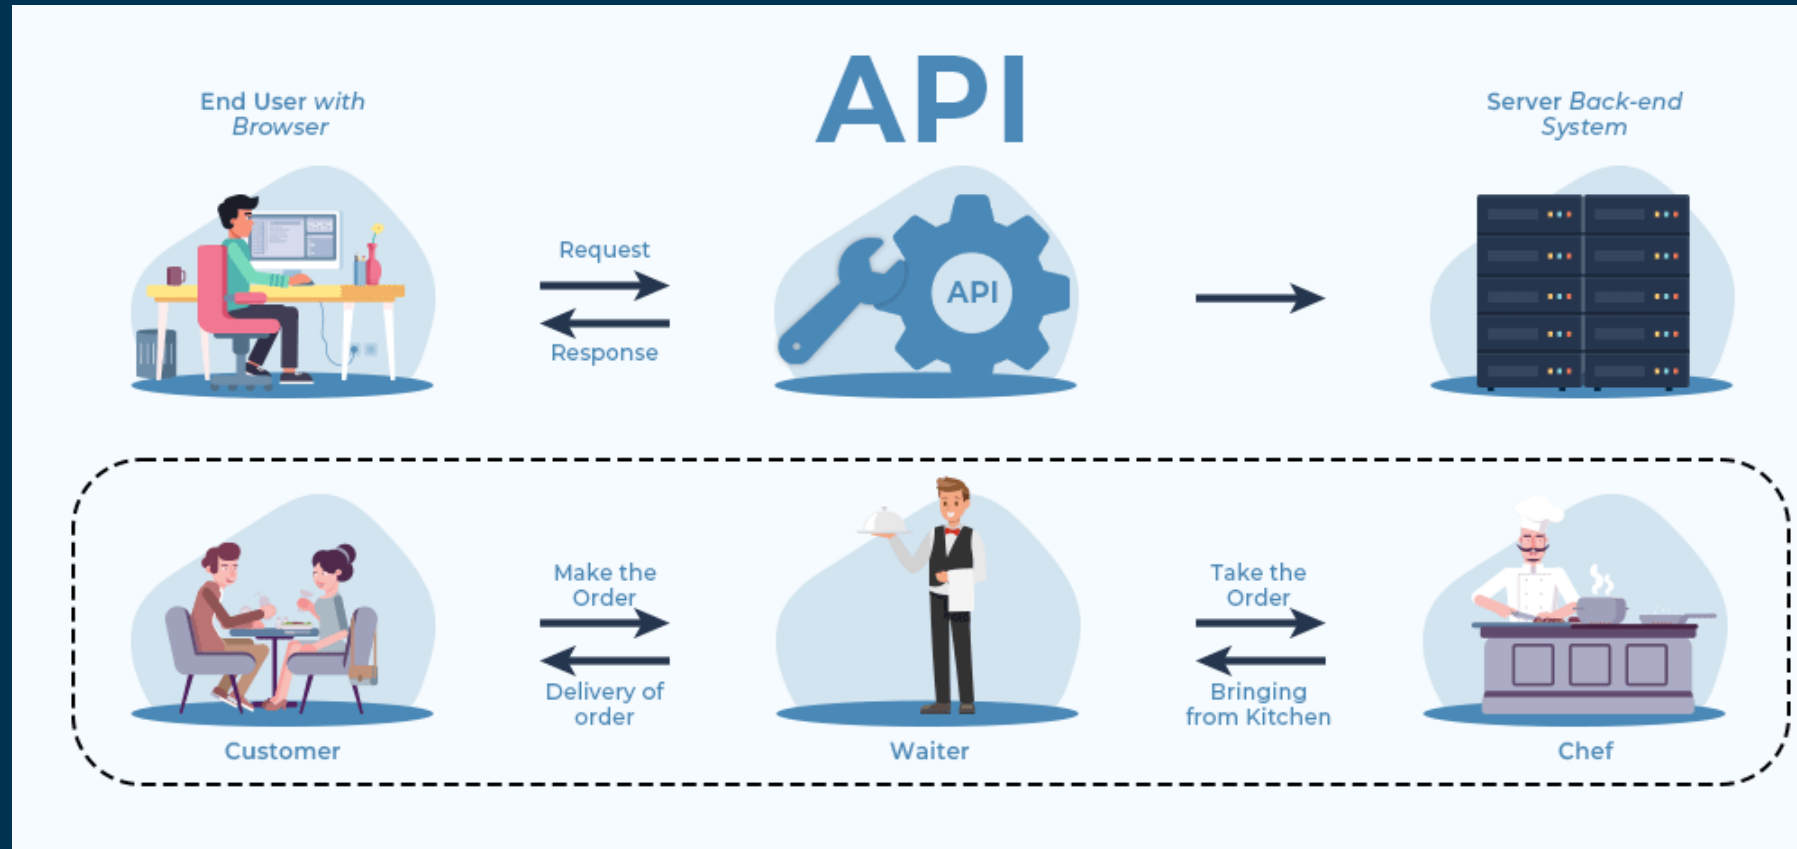 API
End User with
Browser
Server Back-end
System
Request
API
Response
Make the
Order
Take the
Order
Delivery of
order
Bringing
from Kitchen
Customer
Waiter
Chef